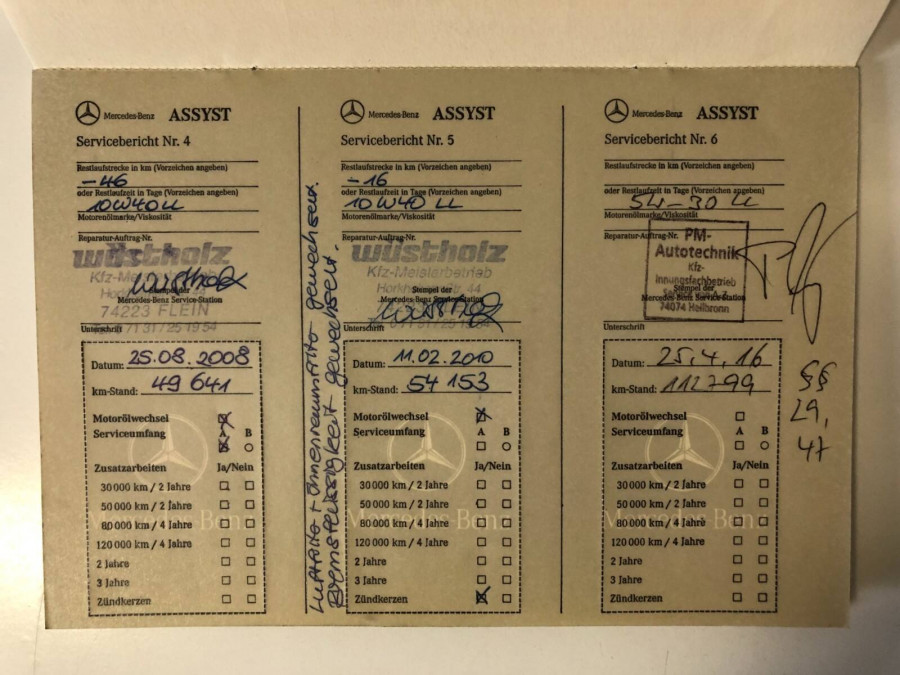 Mercedes-Benz ASSYST
Servicebericht Nr. 4
Restlaufstrecke in km (Vorzeichen angeben)
-46
oder Restlaufzeit in Tage (Vorzeichen angeben)
10W40
Motorenölmarke/Viskosität
Reparatur-Auftrag-Nr.
wüstholz
Kfz-Meisterbetrieb
Stempel der
Mercedes-Benz Service-Station
74223 FLEIN
Unterschrift
Datum: 25.08.2008
km-Stand: 49 641
Motorölwechsel
Serviceumfang A B
Zusatzarbeiten Ja/Nein
30 000 km / 2 Jahre
50 000 km / 2 Jahre
80 000 km / 4 Jahre
120 000 km / 4 Jahre
2 Jahre
3 Jahre
Zündkerzen
Luftfilter + Innenraumfilter gewechselt.
Bremsflüssigkeit gewechselt.
Mercedes-Benz ASSYST
Servicebericht Nr. 5
Restlaufstrecke in km (Vorzeichen angeben)
-16
oder Restlaufzeit in Tage (Vorzeichen angeben)
10W40
Motorenölmarke/Viskosität
Reparatur-Auftrag-Nr.
wüstholz
Kfz-Meisterbetrieb
Stempel der
Mercedes-Benz Service-Station
Unterschrift
Datum: 11.02.2010
km-Stand: 54 153
Motorölwechsel
Serviceumfang A B
Zusatzarbeiten Ja/Nein
30 000 km / 2 Jahre
50 000 km / 2 Jahre
80 000 km / 4 Jahre
120 000 km / 4 Jahre
2 Jahre
3 Jahre
Zündkerzen
Mercedes-Benz ASSYST
Servicebericht Nr. 6
Restlaufstrecke in km (Vorzeichen angeben)
oder Restlaufzeit in Tage (Vorzeichen angeben)
5W-30
Motorenölmarke/Viskosität
Reparatur-Auftrag-Nr.
PM-
Autotechnik
Kfz-
Innungsfachbetrieb
Stempel der
Mercedes-Benz Service-Station
74074 Heilbronn
Unterschrift
Datum: 25.4.16
km-Stand: 112799
§§
29,
47
Motorölwechsel
Serviceumfang A B
Zusatzarbeiten Ja/Nein
30 000 km / 2 Jahre
50 000 km / 2 Jahre
80 000 km / 4 Jahre
120 000 km / 4 Jahre
2 Jahre
3 Jahre
Zündkerzen